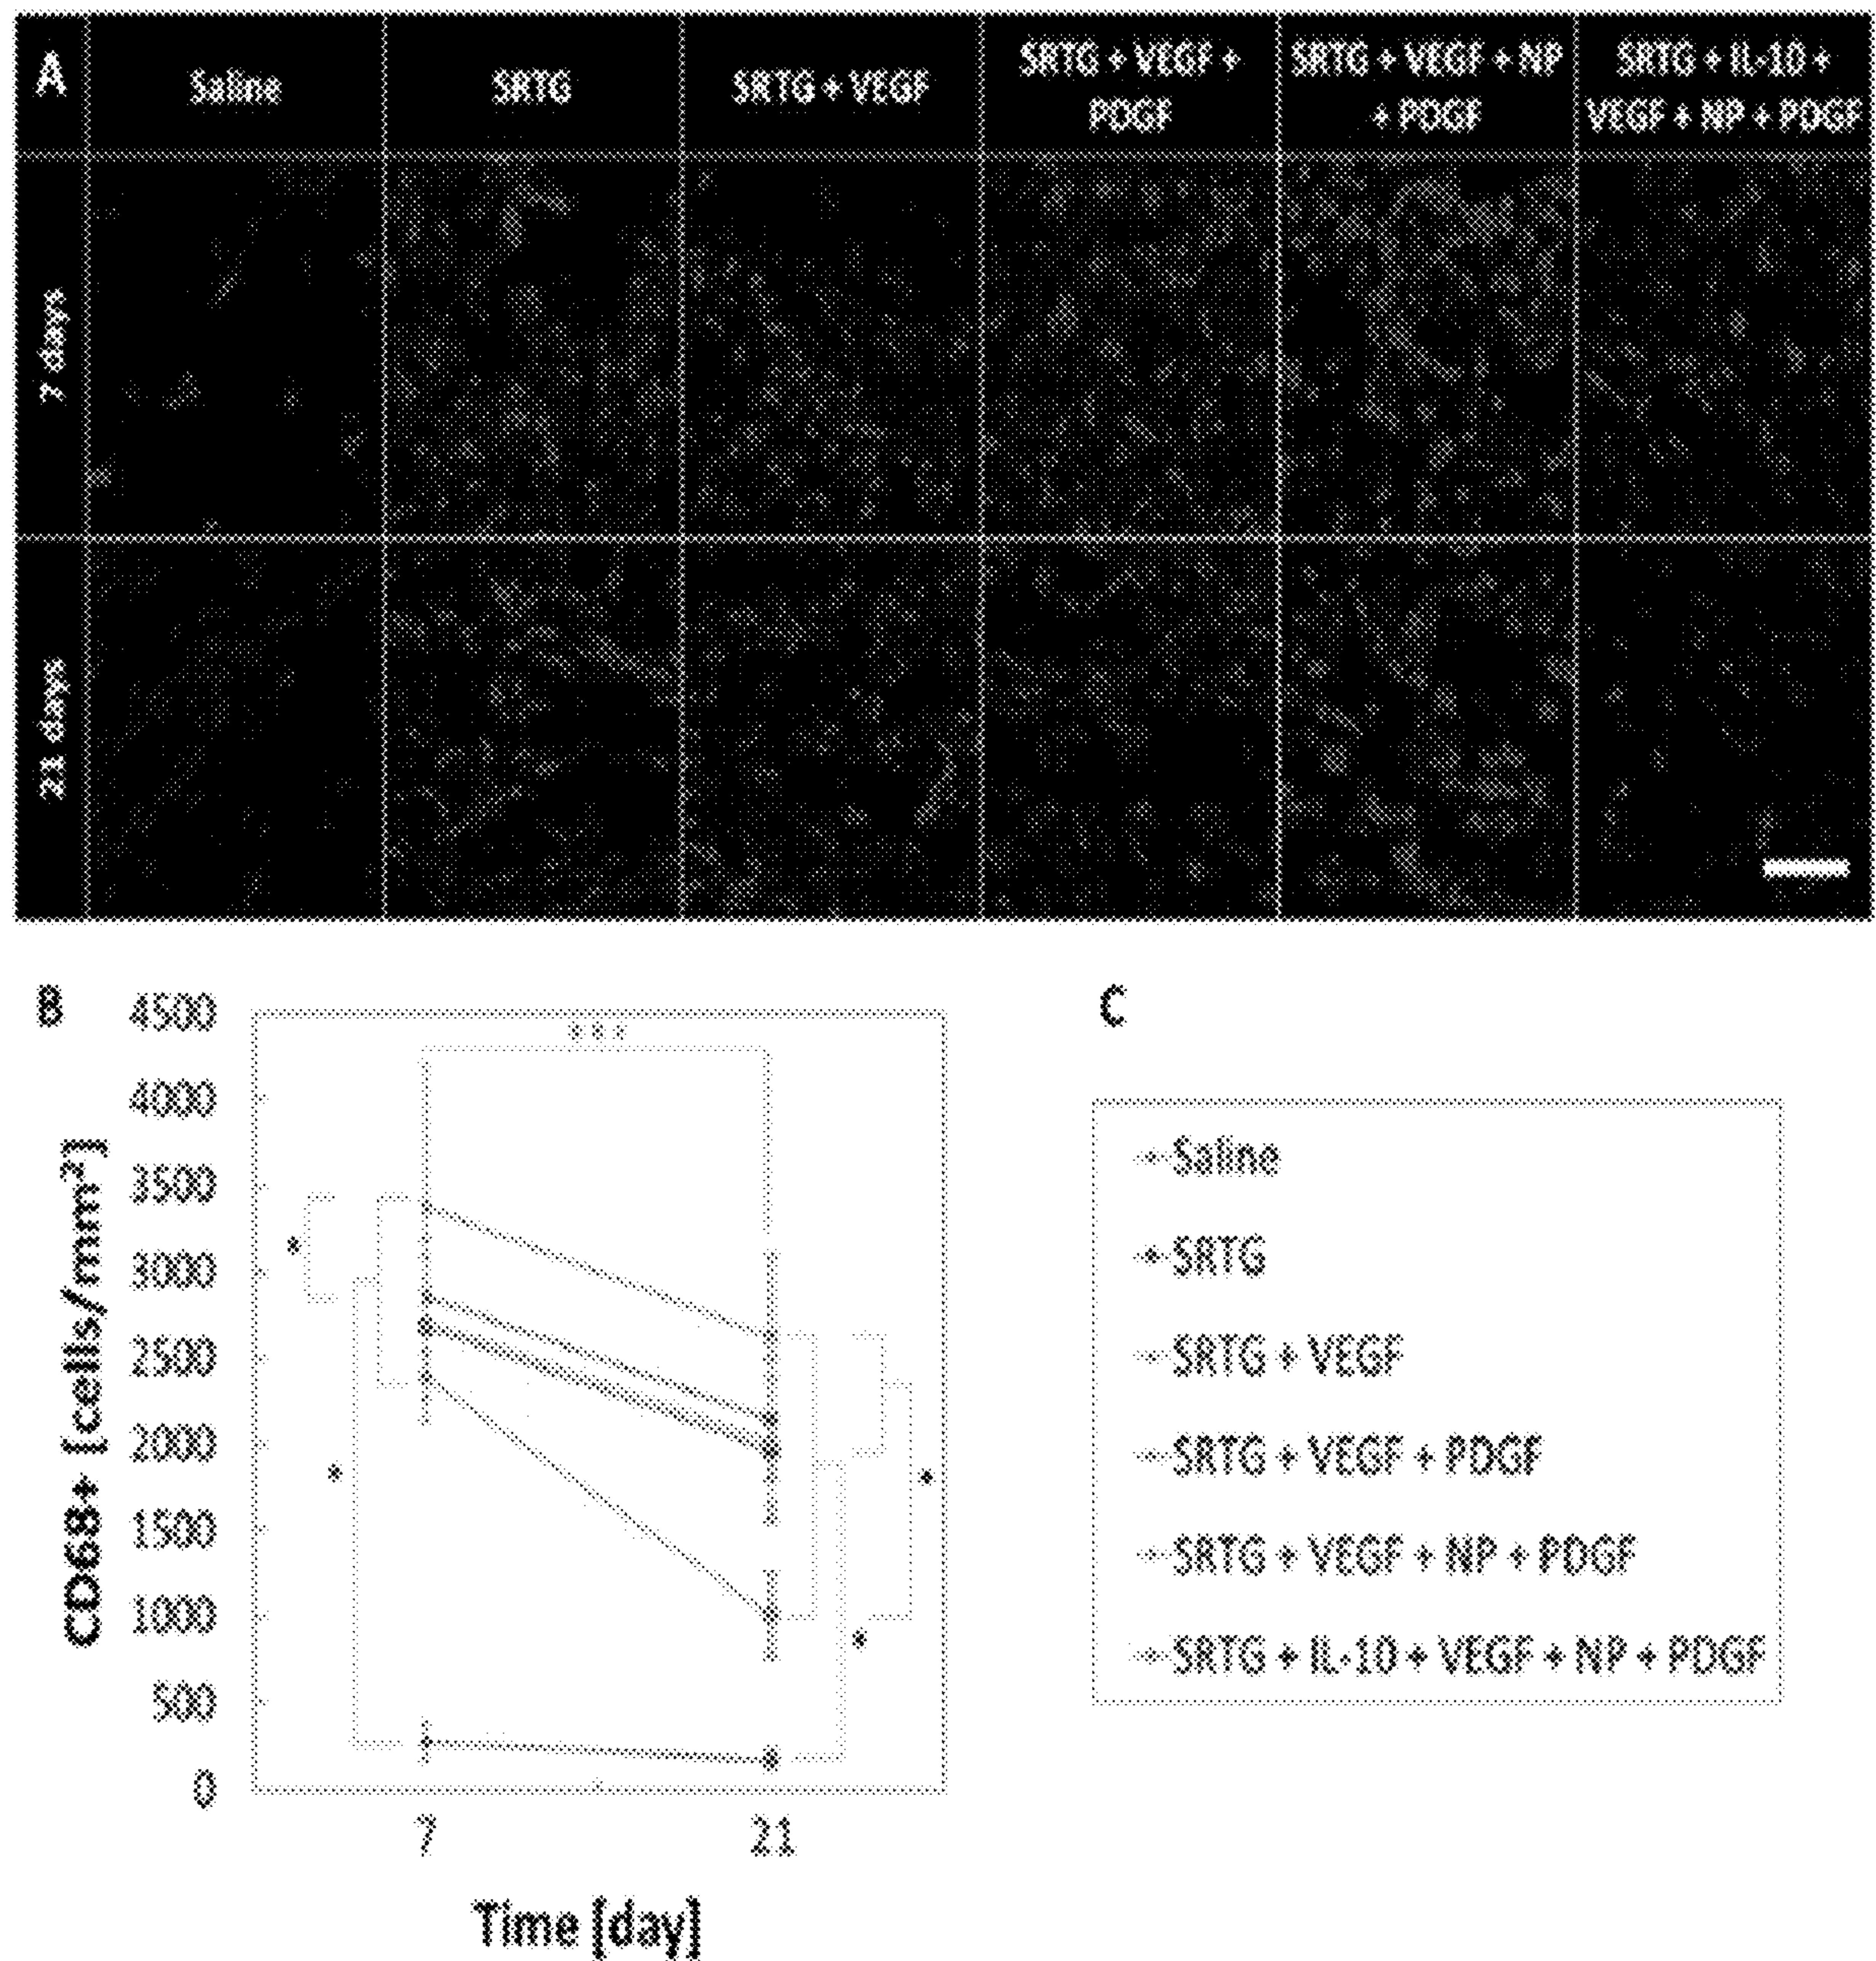 A
Saline
SRTG
SRTG + VEGF
SRTG + VEGF +
PDGF
SRTG + VEGF + NP
+ PDGF
SRTG + IL-10 +
VEGF + NP + PDGF
7 days
21 days
B
4500
4000
3500
3000
2500
2000
1500
1000
500
0
CD68+ [cells/mm²]
***
*
*
*
*
7
21
Time [day]
C
Saline
SRTG
SRTG + VEGF
SRTG + VEGF + PDGF
SRTG + VEGF + NP + PDGF
SRTG + IL-10 + VEGF + NP + PDGF